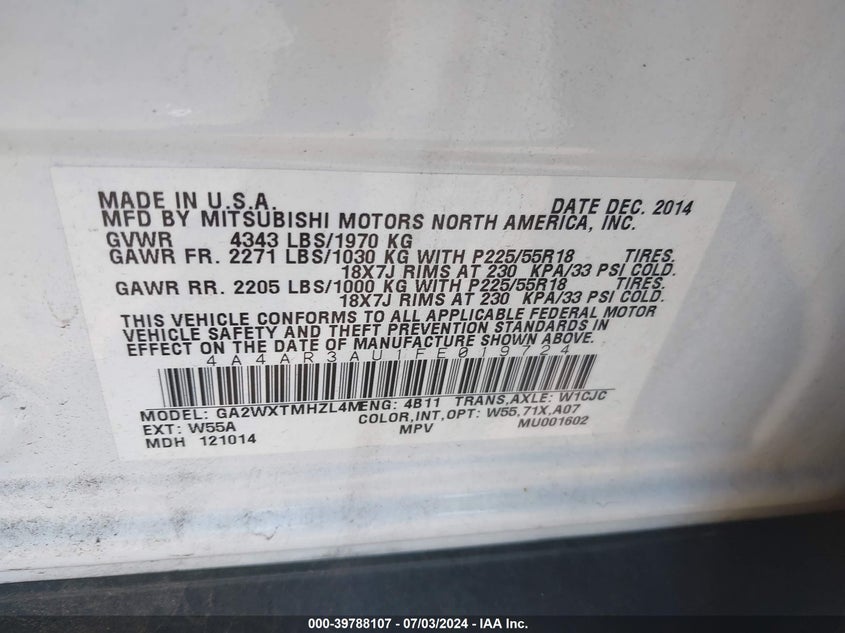 MADE IN U.S.A. DATE DEC. 2014
MFD BY MITSUBISHI MOTORS NORTH AMERICA, INC.
GVWR 4343 LBS/1970 KG
GAWR FR. 2271 LBS/1030 KG WITH P225/55R18 TIRES.
18X7J RIMS AT 230 KPA/33 PSI COLD.
GAWR RR. 2205 LBS/1000 KG WITH P225/55R18 TIRES.
18X7J RIMS AT 230 KPA/33 PSI COLD.
THIS VEHICLE CONFORMS TO ALL APPLICABLE FEDERAL MOTOR
VEHICLE SAFETY AND THEFT PREVENTION STANDARDS IN
EFFECT ON THE DATE OF MANUFACTURE SHOWN ABOVE.
4A4AR3AU1FE019724
MODEL: GA2WXTMHZL4M ENG: 4B11 TRANS,AXLE: W1CJC
EXT: W55A COLOR,INT,OPT: W55,71X,A07
MDH 121014 MPV MU001602
000-39788107 - 07/03/2024 - IAA Inc.